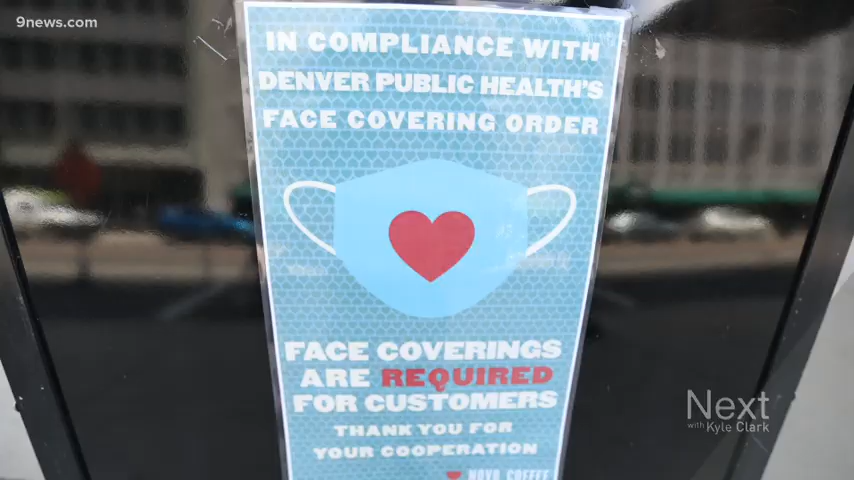 9news.com
IN COMPLIANCE WITH
DENVER PUBLIC HEALTH'S
FACE COVERING ORDER
FACE COVERINGS
ARE REQUIRED
FOR CUSTOMERS
THANK YOU FOR
YOUR COOPERATION
NOVO COFFEE
Next
with Kyle Clark